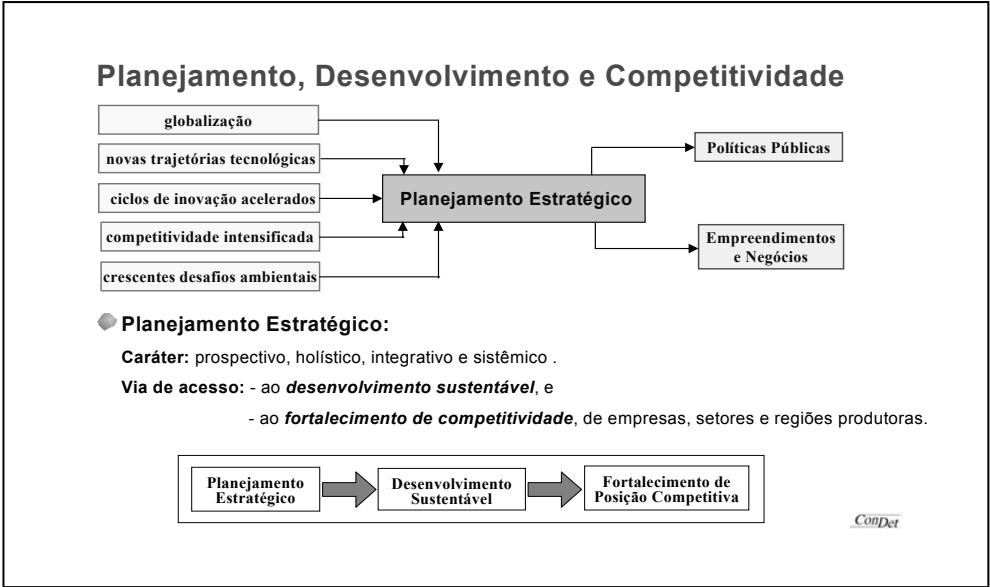 Planejamento, Desenvolvimento e Competitividade
globalização
novas trajetórias tecnológicas
ciclos de inovação acelerados
competitividade intensificada
crescentes desafios ambientais
Planejamento Estratégico
Políticas Públicas
Empreendimentos
e Negócios
Planejamento Estratégico:
Caráter: prospectivo, holístico, integrativo e sistêmico .
Via de acesso: - ao desenvolvimento sustentável, e
- ao fortalecimento de competitividade, de empresas, setores e regiões produtoras.
Planejamento
Estratégico
Desenvolvimento
Sustentável
Fortalecimento de
Posição Competitiva
ConDet